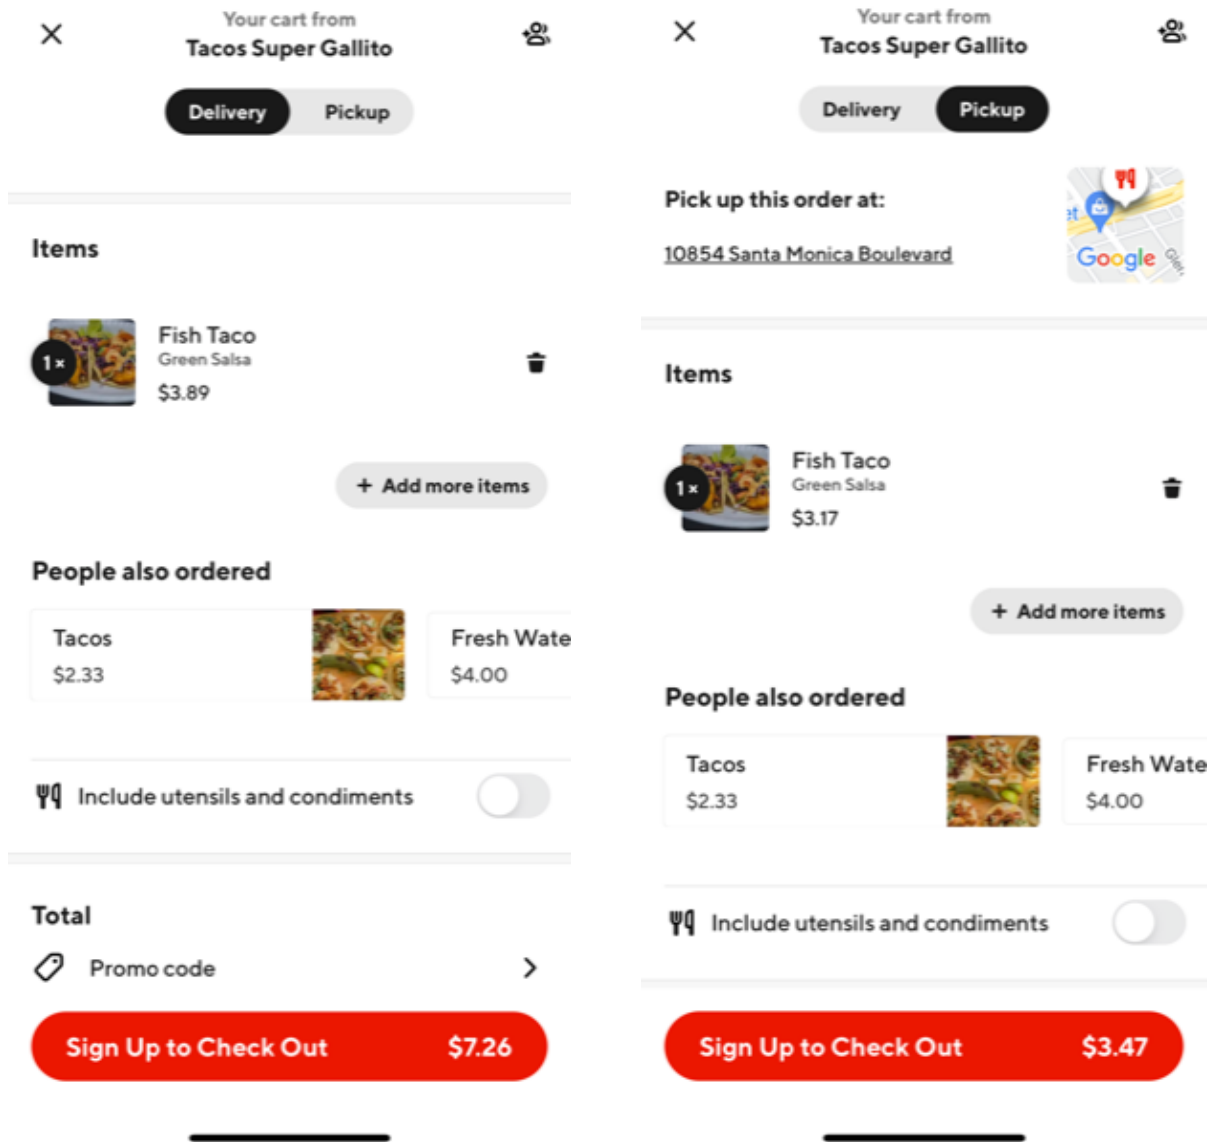 Your cart from
Tacos Super Gallito
Delivery Pickup
Items
1 ×
Fish Taco
Green Salsa
$3.89
+ Add more items
People also ordered
Tacos
$2.33
Fresh Wate
$4.00
Include utensils and condiments
Total
Promo code
Sign Up to Check Out $7.26
Your cart from
Tacos Super Gallito
Delivery Pickup
Pick up this order at:
10854 Santa Monica Boulevard
et
Google
Items
1 ×
Fish Taco
Green Salsa
$3.17
+ Add more items
People also ordered
Tacos
$2.33
Fresh Wate
$4.00
Include utensils and condiments
Sign Up to Check Out $3.47